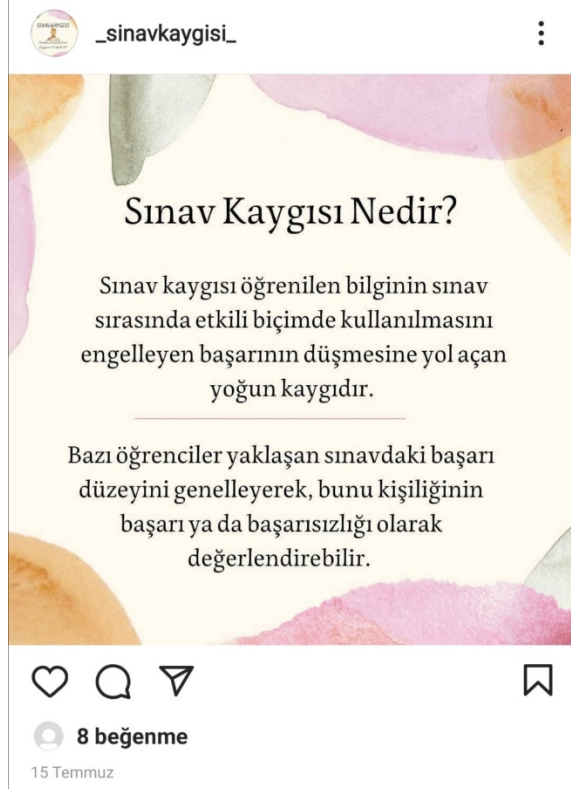 _sinavkaygisi_
Sınav Kaygısı Nedir?
Sınav kaygısı öğrenilen bilginin sınav
sırasında etkili biçimde kullanılmasını
engelleyen başarının düşmesine yol açan
yoğun kaygıdır.
Bazı öğrenciler yaklaşan sınavdaki başarı
düzeyini genelleyerek, bunu kişiliğinin
başarı ya da başarısızlığı olarak
değerlendirebilir.
8 beğenme
15 Temmuz